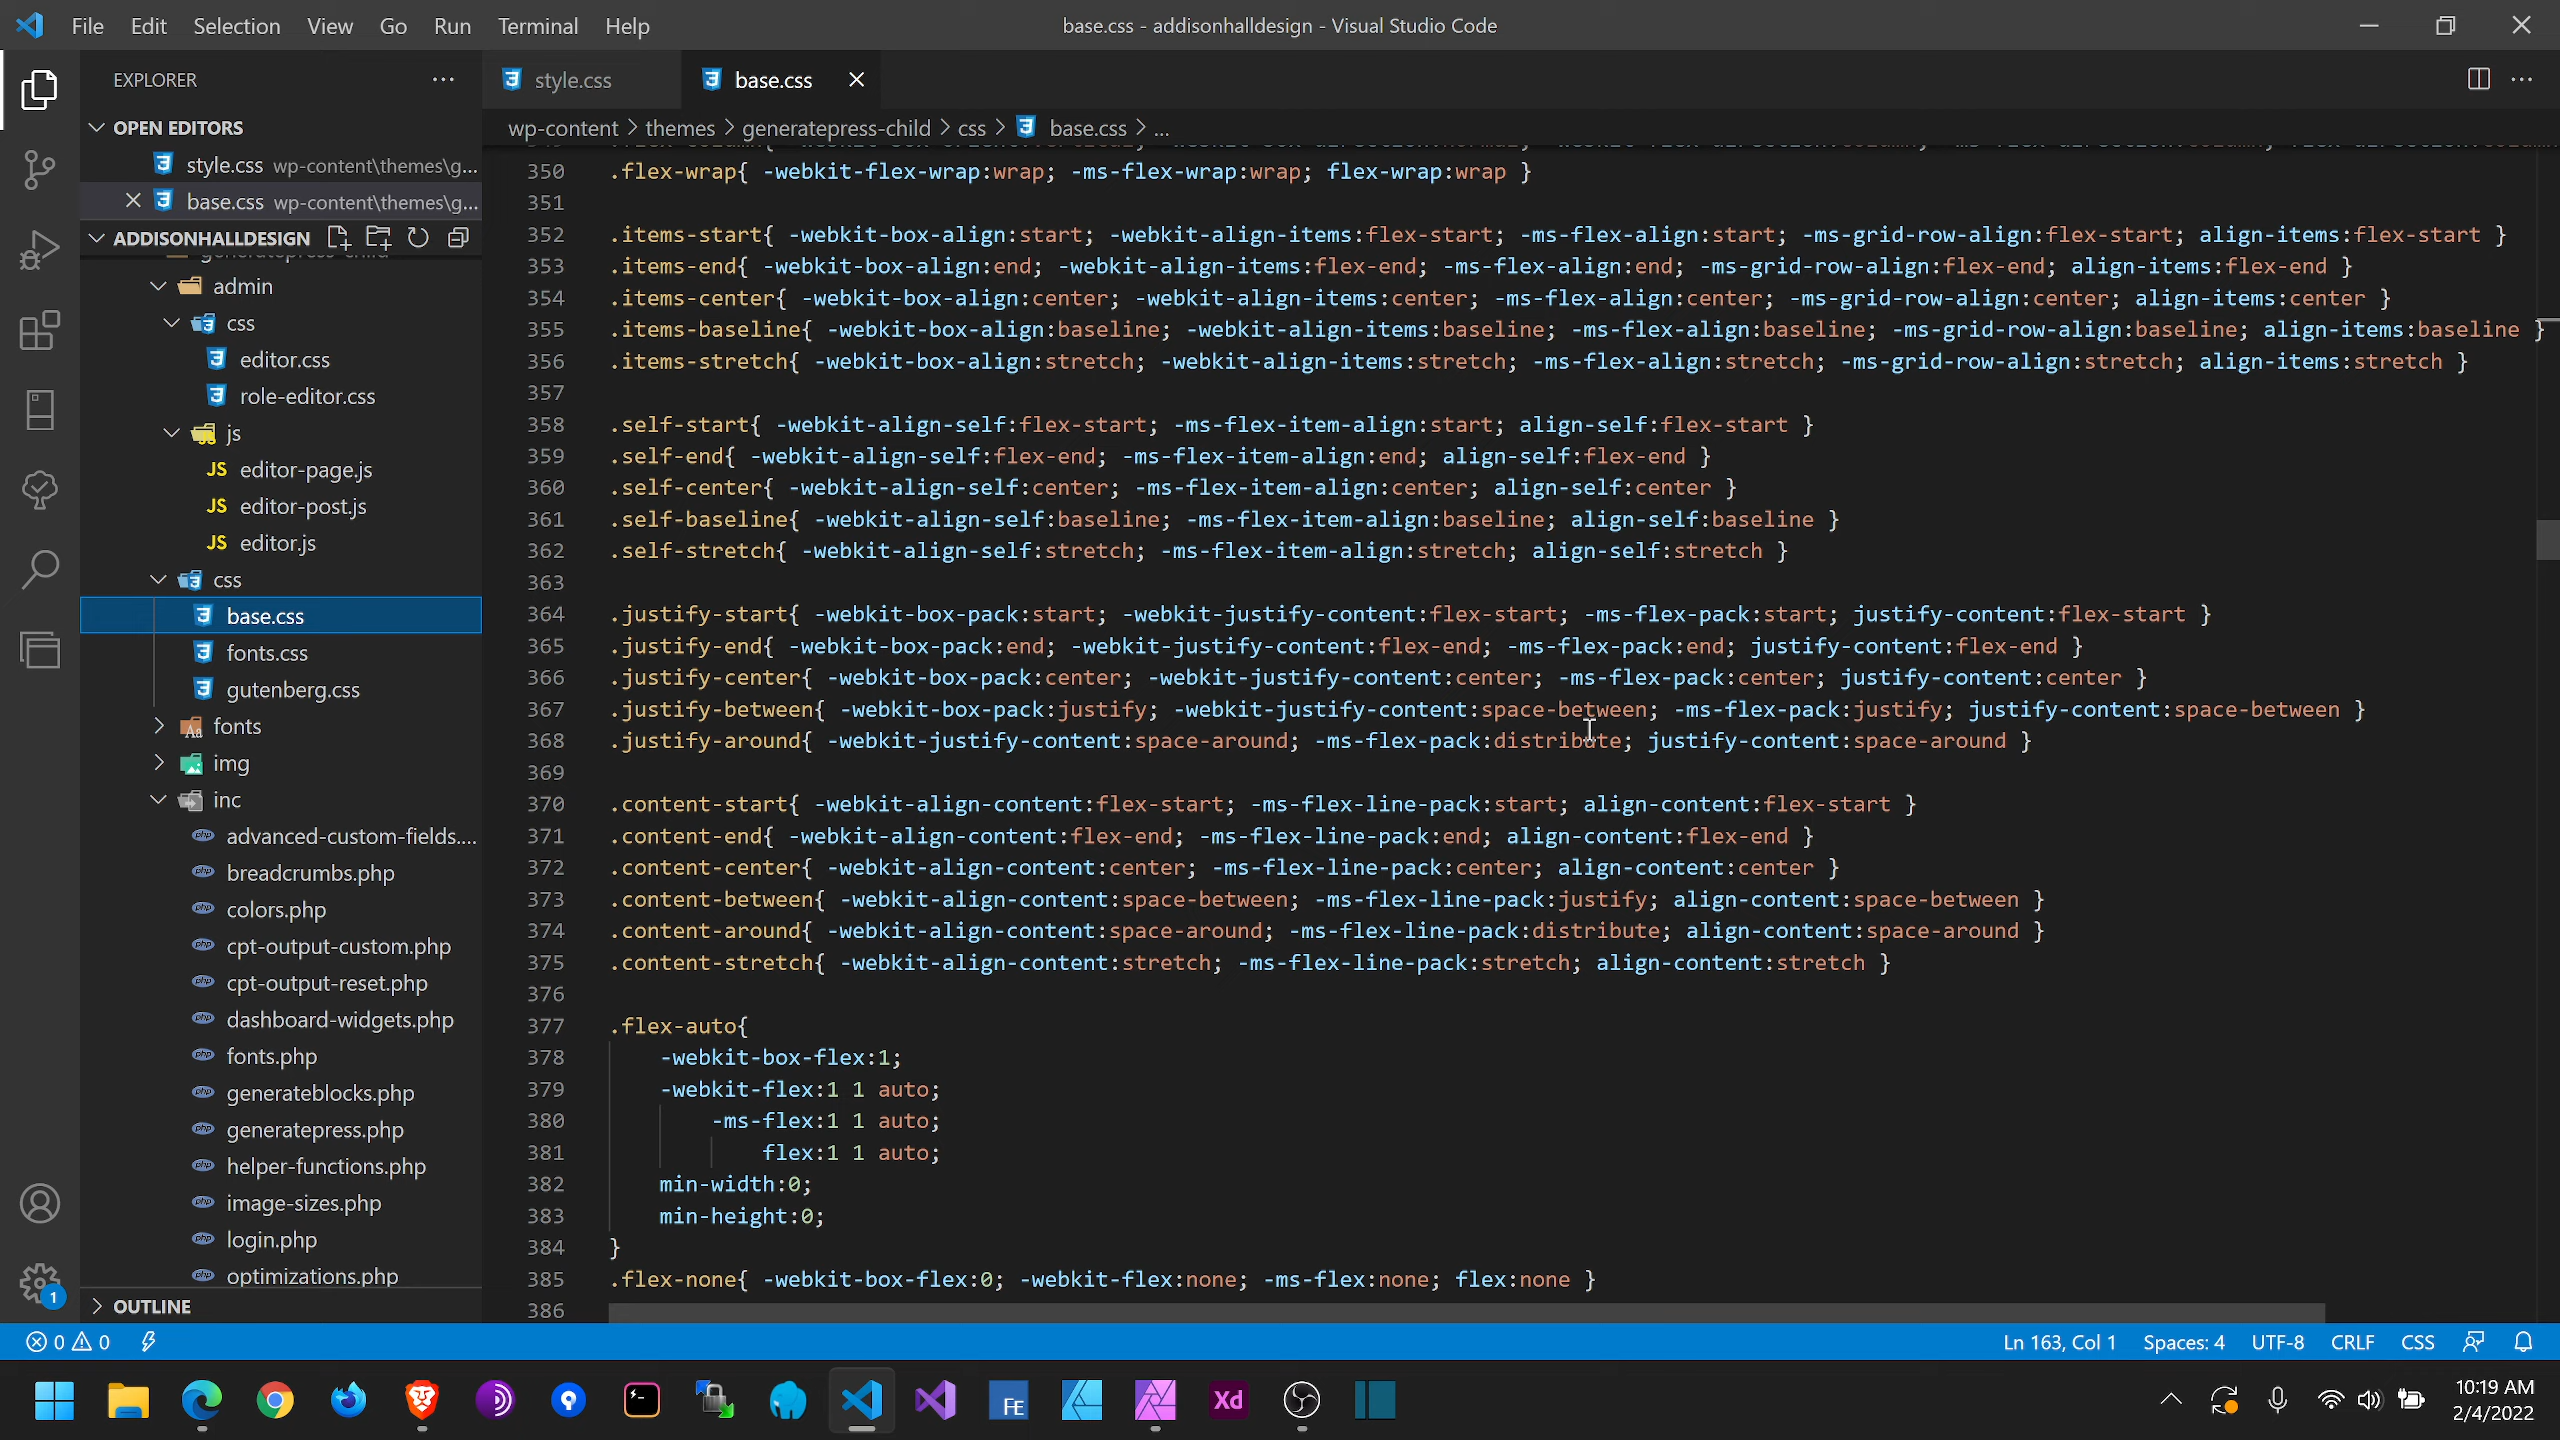 File Edit Selection View Go Run Terminal Help
base.css - addisonhalldesign - Visual Studio Code
EXPLORER
OPEN EDITORS
style.css wp-content\themes\g...
base.css wp-content\themes\g...
ADDISONHALLDESIGN
generatepress-child
admin
css
editor.css
role-editor.css
js
JS editor-page.js
JS editor-post.js
JS editor.js
css
base.css
fonts.css
gutenberg.css
fonts
img
inc
php advanced-custom-fields....
php breadcrumbs.php
php colors.php
php cpt-output-custom.php
php cpt-output-reset.php
php dashboard-widgets.php
php fonts.php
php generateblocks.php
php generatepress.php
php helper-functions.php
php image-sizes.php
php login.php
php optimizations.php
OUTLINE
style.css base.css
wp-content > themes > generatepress-child > css > base.css > ...
350 .flex-wrap{ -webkit-flex-wrap:wrap; -ms-flex-wrap:wrap; flex-wrap:wrap }
351
352 .items-start{ -webkit-box-align:start; -webkit-align-items:flex-start; -ms-flex-align:start; -ms-grid-row-align:flex-start; align-items:flex-start }
353 .items-end{ -webkit-box-align:end; -webkit-align-items:flex-end; -ms-flex-align:end; -ms-grid-row-align:flex-end; align-items:flex-end }
354 .items-center{ -webkit-box-align:center; -webkit-align-items:center; -ms-flex-align:center; -ms-grid-row-align:center; align-items:center }
355 .items-baseline{ -webkit-box-align:baseline; -webkit-align-items:baseline; -ms-flex-align:baseline; -ms-grid-row-align:baseline; align-items:baseline }
356 .items-stretch{ -webkit-box-align:stretch; -webkit-align-items:stretch; -ms-flex-align:stretch; -ms-grid-row-align:stretch; align-items:stretch }
357
358 .self-start{ -webkit-align-self:flex-start; -ms-flex-item-align:start; align-self:flex-start }
359 .self-end{ -webkit-align-self:flex-end; -ms-flex-item-align:end; align-self:flex-end }
360 .self-center{ -webkit-align-self:center; -ms-flex-item-align:center; align-self:center }
361 .self-baseline{ -webkit-align-self:baseline; -ms-flex-item-align:baseline; align-self:baseline }
362 .self-stretch{ -webkit-align-self:stretch; -ms-flex-item-align:stretch; align-self:stretch }
363
364 .justify-start{ -webkit-box-pack:start; -webkit-justify-content:flex-start; -ms-flex-pack:start; justify-content:flex-start }
365 .justify-end{ -webkit-box-pack:end; -webkit-justify-content:flex-end; -ms-flex-pack:end; justify-content:flex-end }
366 .justify-center{ -webkit-box-pack:center; -webkit-justify-content:center; -ms-flex-pack:center; justify-content:center }
367 .justify-between{ -webkit-box-pack:justify; -webkit-justify-content:space-between; -ms-flex-pack:justify; justify-content:space-between }
368 .justify-around{ -webkit-justify-content:space-around; -ms-flex-pack:distribute; justify-content:space-around }
369
370 .content-start{ -webkit-align-content:flex-start; -ms-flex-line-pack:start; align-content:flex-start }
371 .content-end{ -webkit-align-content:flex-end; -ms-flex-line-pack:end; align-content:flex-end }
372 .content-center{ -webkit-align-content:center; -ms-flex-line-pack:center; align-content:center }
373 .content-between{ -webkit-align-content:space-between; -ms-flex-line-pack:justify; align-content:space-between }
374 .content-around{ -webkit-align-content:space-around; -ms-flex-line-pack:distribute; align-content:space-around }
375 .content-stretch{ -webkit-align-content:stretch; -ms-flex-line-pack:stretch; align-content:stretch }
376
377 .flex-auto{
378 -webkit-box-flex:1;
379 -webkit-flex:1 1 auto;
380 -ms-flex:1 1 auto;
381 flex:1 1 auto;
382 min-width:0;
383 min-height:0;
384 }
385 .flex-none{ -webkit-box-flex:0; -webkit-flex:none; -ms-flex:none; flex:none }
386
1
0 0
Ln 163, Col 1 Spaces: 4 UTF-8 CRLF CSS
FE Xd
10:19 AM
2/4/2022